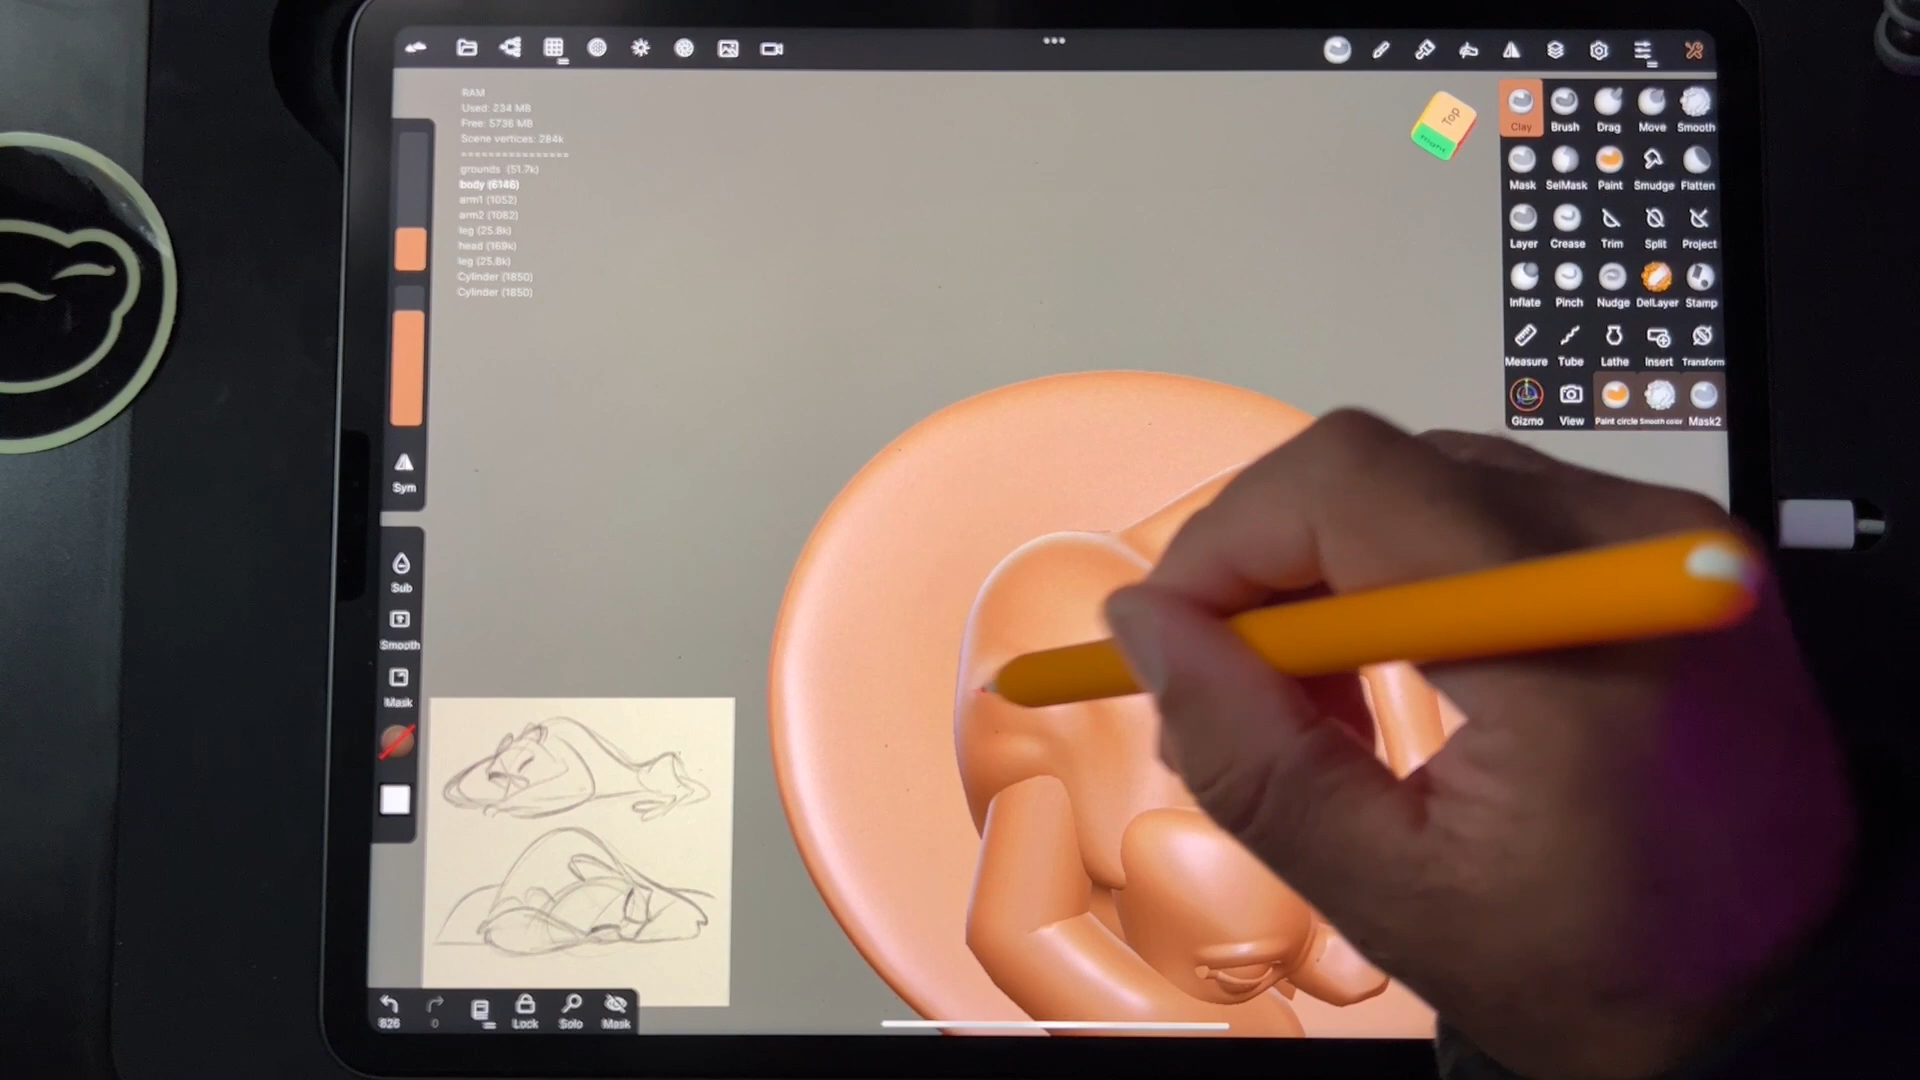 RAM
Used: 234 MB
Free: 5736 MB
Scene vertices: 284k
=================
grounds (51.7k)
body (6146)
arm1 (1052)
arm2 (1082)
leg (25.8k)
head (169k)
leg (25.8k)
Cylinder (1850)
Cylinder (1850)
Top
Right
Clay Brush Drag Move Smooth
Mask SelMask Paint Smudge Flatten
Layer Crease Trim Split Project
Inflate Pinch Nudge DelLayer Stamp
Measure Tube Lathe Insert Transform
Gizmo View Paint circle Smooth color Mask2
Sym
Sub
Smooth
Mask
826 0 Lock Solo Mask